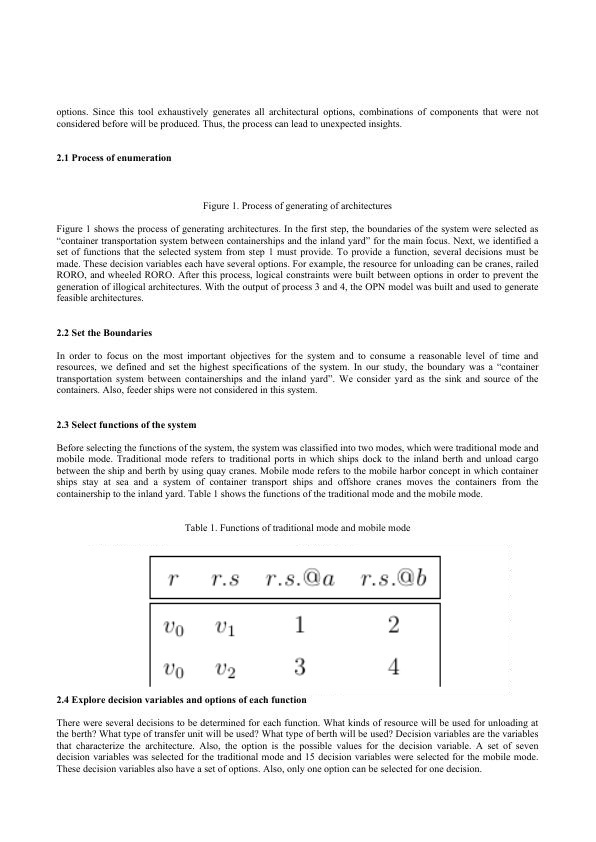 options. Since this tool exhaustively generates all architectural options, combinations of components that were not
considered before will be produced. Thus, the process can lead to unexpected insights.
2.1 Process of enumeration
Figure 1. Process of generating of architectures
Figure 1 shows the process of generating architectures. In the first step, the boundaries of the system were selected as
“container transportation system between containerships and the inland yard” for the main focus. Next, we identified a
set of functions that the selected system from step 1 must provide. To provide a function, several decisions must be
made. These decision variables each have several options. For example, the resource for unloading can be cranes, railed
RORO, and wheeled RORO. After this process, logical constraints were built between options in order to prevent the
generation of illogical architectures. With the output of process 3 and 4, the OPN model was built and used to generate
feasible architectures.
2.2 Set the Boundaries
In order to focus on the most important objectives for the system and to consume a reasonable level of time and
resources, we defined and set the highest specifications of the system. In our study, the boundary was a “container
transportation system between containerships and the inland yard”. We consider yard as the sink and source of the
containers. Also, feeder ships were not considered in this system.
2.3 Select functions of the system
Before selecting the functions of the system, the system was classified into two modes, which were traditional mode and
mobile mode. Traditional mode refers to traditional ports in which ships dock to the inland berth and unload cargo
between the ship and berth by using quay cranes. Mobile mode refers to the mobile harbor concept in which container
ships stay at sea and a system of container transport ships and offshore cranes moves the containers from the
containership to the inland yard. Table 1 shows the functions of the traditional mode and the mobile mode.
Table 1. Functions of traditional mode and mobile mode
r r.s r.s.@a r.s.@b
v0 v1 1 2
v0 v2 3 4
2.4 Explore decision variables and options of each function
There were several decisions to be determined for each function. What kinds of resource will be used for unloading at
the berth? What type of transfer unit will be used? What type of berth will be used? Decision variables are the variables
that characterize the architecture. Also, the option is the possible values for the decision variable. A set of seven
decision variables was selected for the traditional mode and 15 decision variables were selected for the mobile mode.
These decision variables also have a set of options. Also, only one option can be selected for one decision.